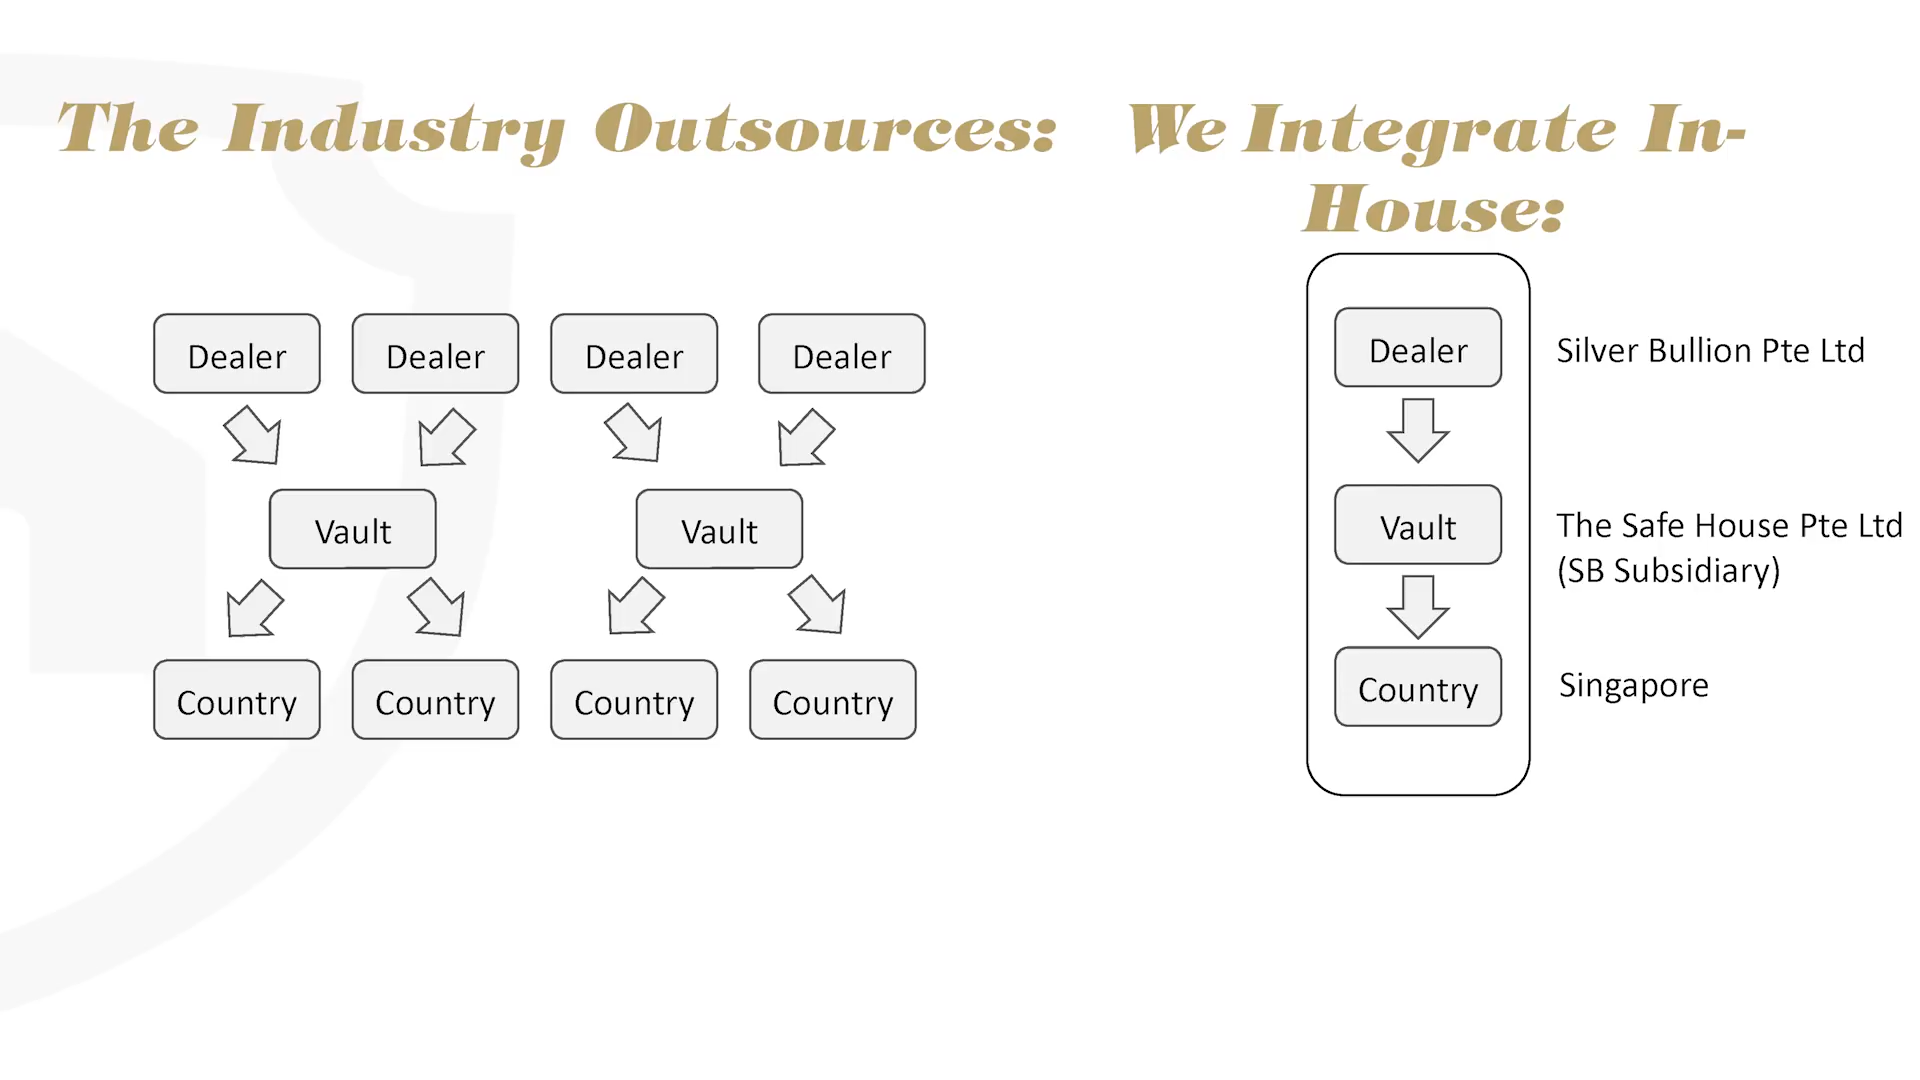 The Industry Outsources:
Dealer Dealer Dealer Dealer
Vault Vault
Country Country Country Country
We Integrate In-
House:
Dealer
Silver Bullion Pte Ltd
Vault
The Safe House Pte Ltd
(SB Subsidiary)
Country
Singapore